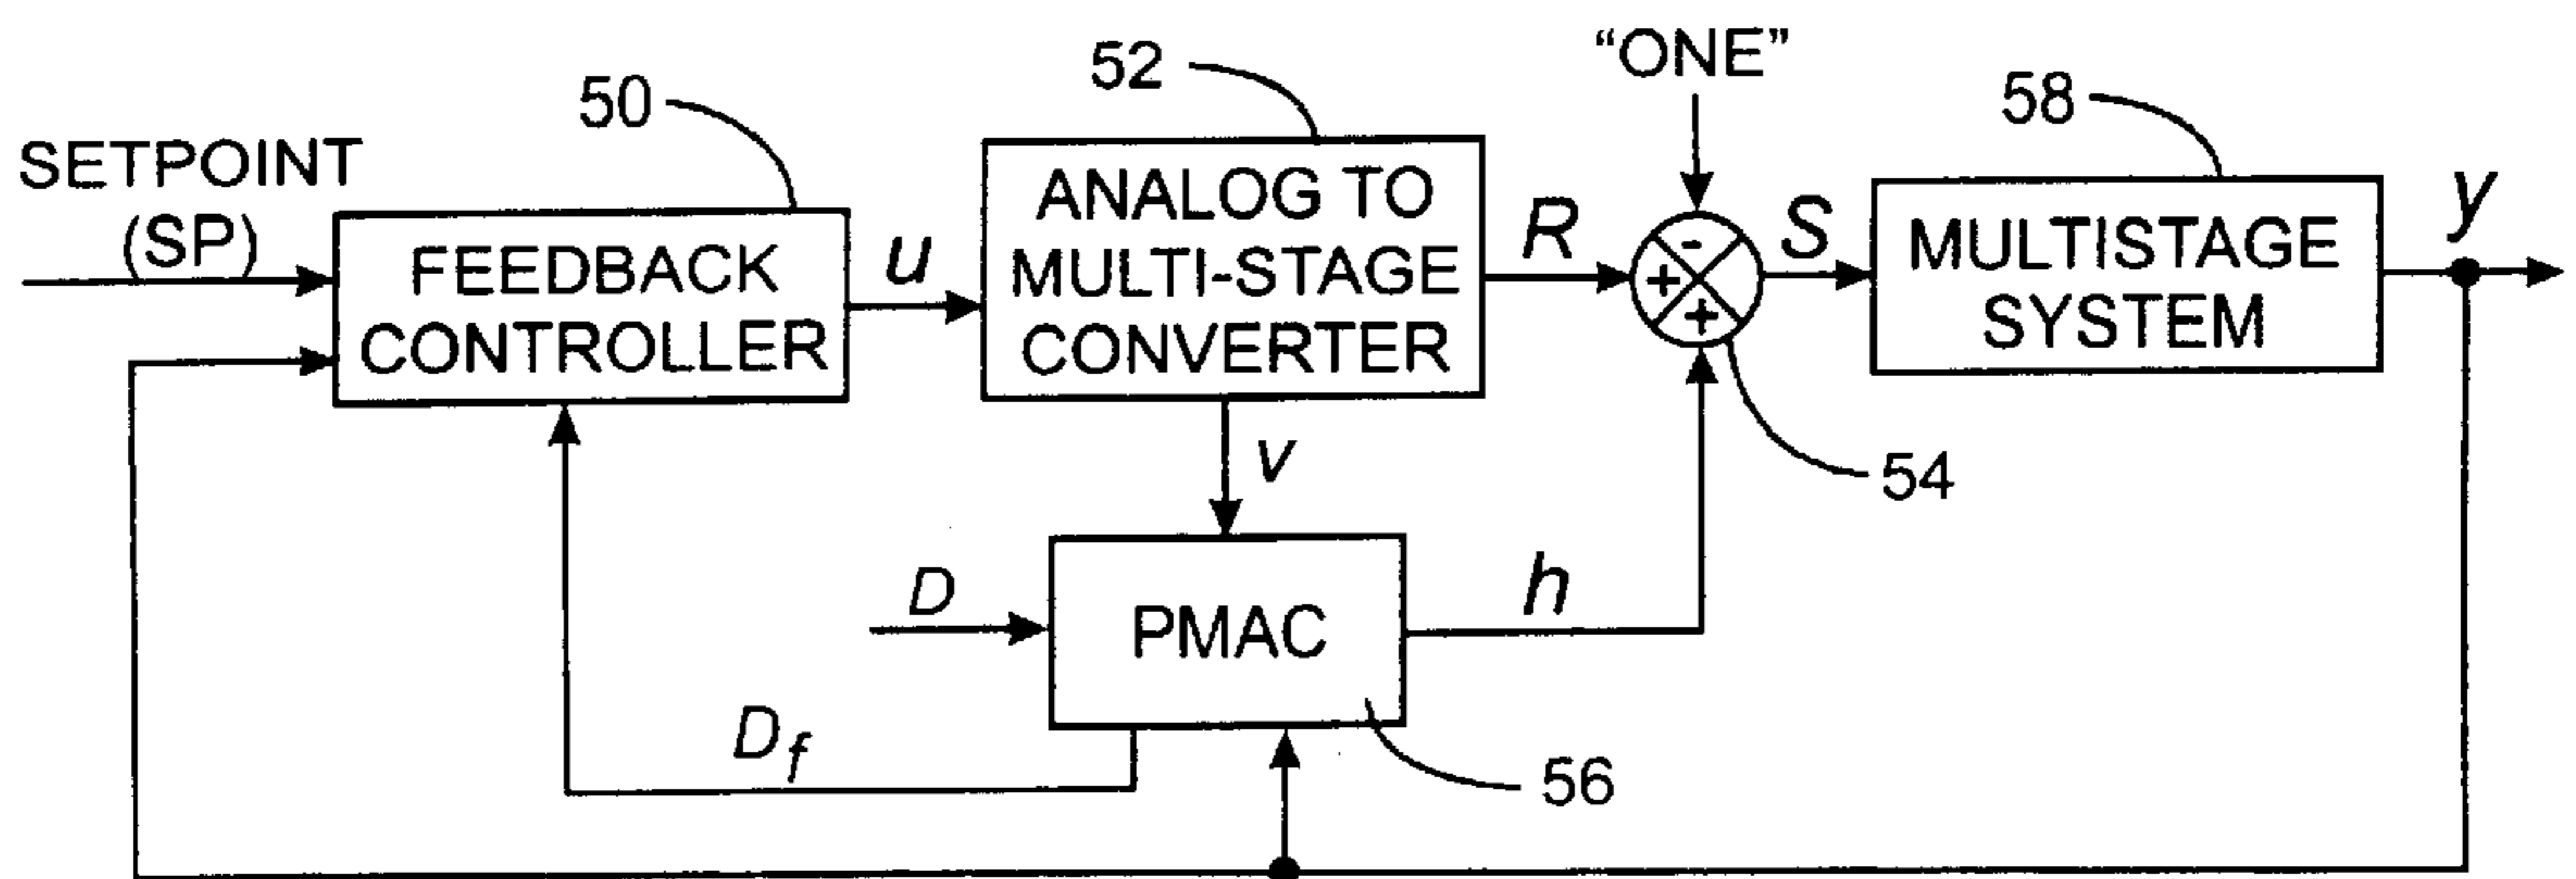 "ONE"
52
58
50
SETPOINT
(SP)
FEEDBACK
CONTROLLER
u
ANALOG TO
MULTI-STAGE
CONVERTER
R
-
+
+
S
MULTISTAGE
SYSTEM
y
54
v
D
PMAC
h
Df
56